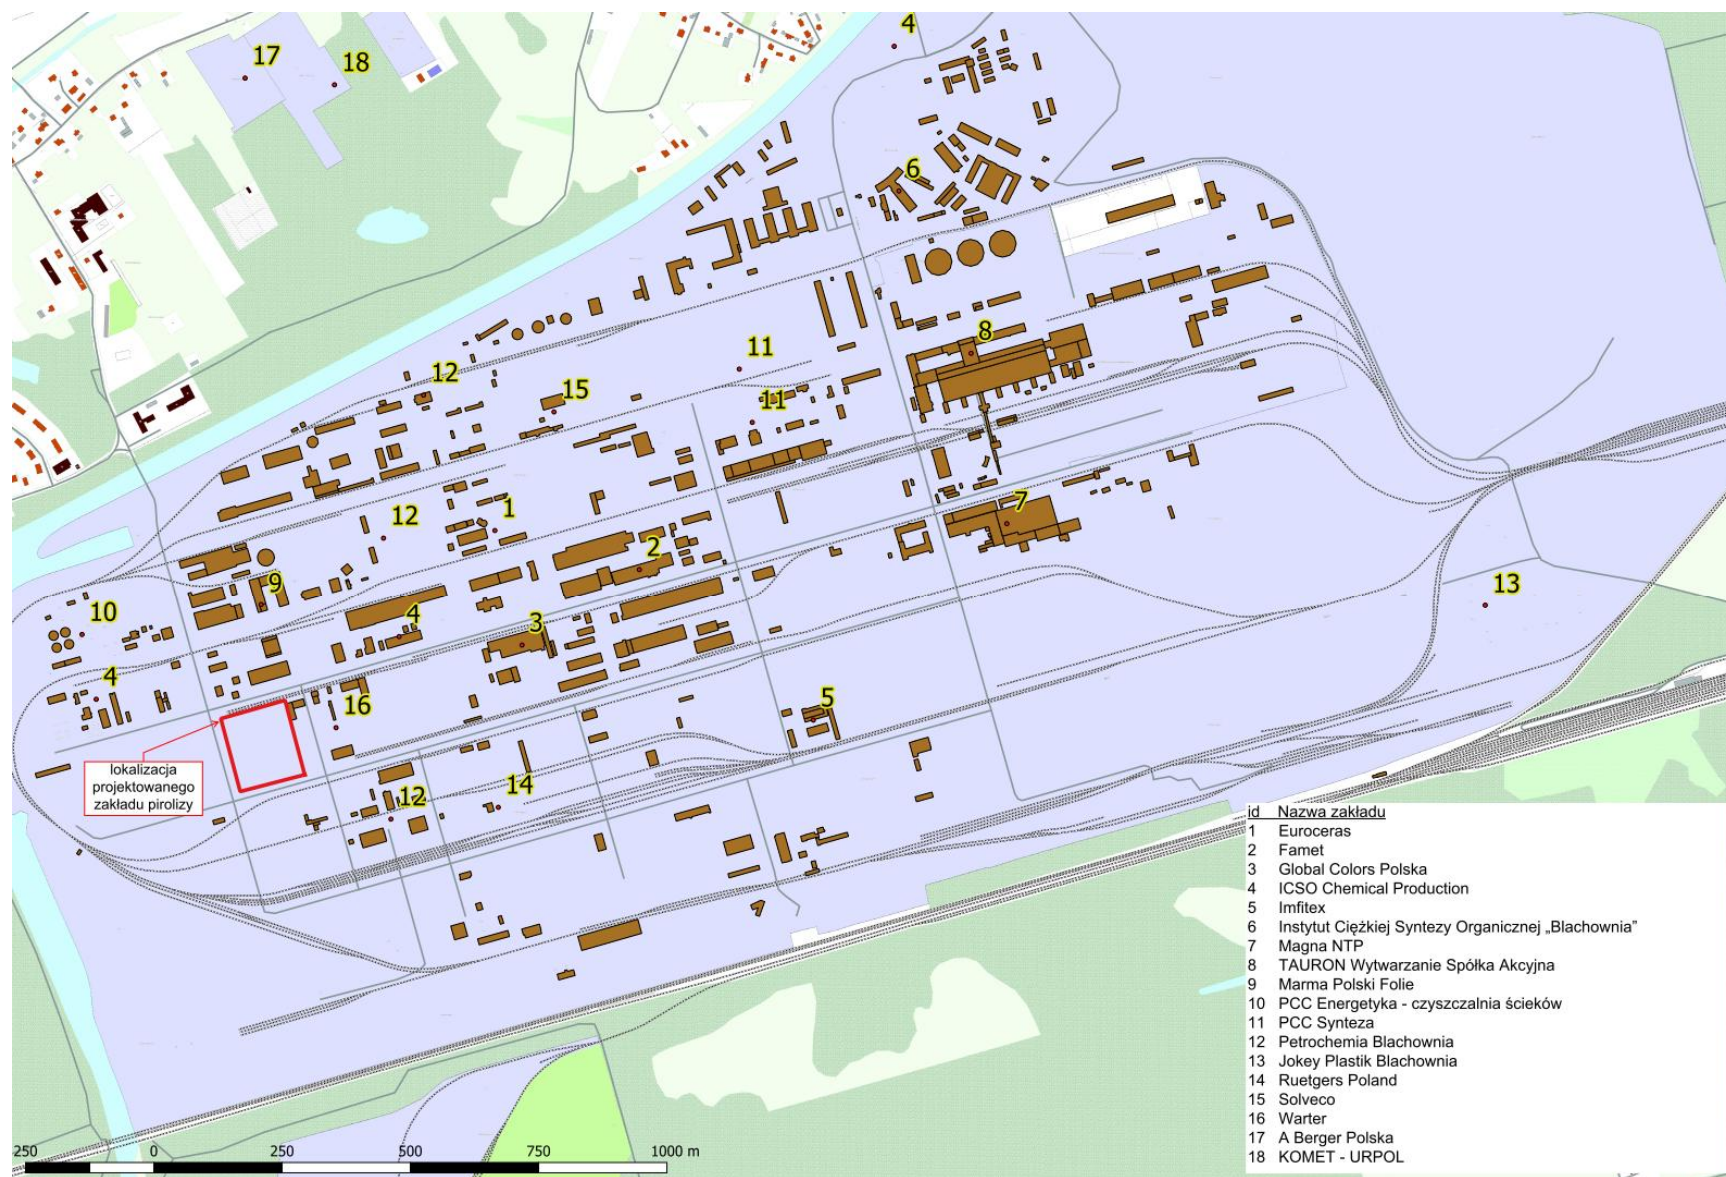 4
17
18
6
8
11
12
15
11
7
12
1
2
13
9
10
4
3
4
16
5
lokalizacja
projektowanego
zakładu pirolizy
14
12
id Nazwa zakładu
1 Euroceras
2 Famet
3 Global Colors Polska
4 ICSO Chemical Production
5 Imfitex
6 Instytut Ciężkiej Syntezy Organicznej „Blachownia”
7 Magna NTP
8 TAURON Wytwarzanie Spółka Akcyjna
9 Marma Polski Folie
10 PCC Energetyka - czyszczalnia ścieków
11 PCC Synteza
12 Petrochemia Blachownia
13 Jokey Plastik Blachownia
14 Ruetgers Poland
15 Solveco
16 Warter
17 A Berger Polska
18 KOMET - URPOL
250 0 250 500 750 1000 m